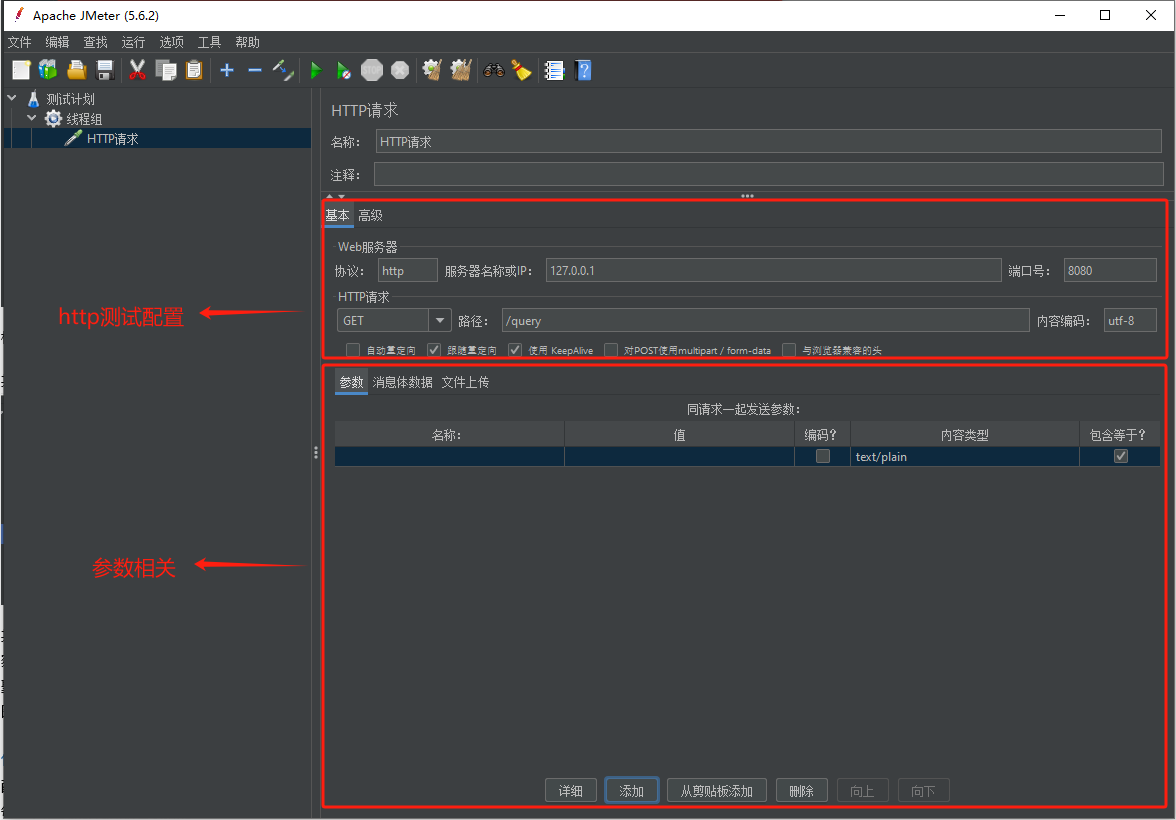 Apache JMeter (5.6.2)
文件 编辑 查找 运行 选项 工具 帮助
STOP
测试计划
线程组
HTTP请求
HTTP请求
名称： HTTP请求
注释：
基本 高级
Web服务器
协议： http 服务器名称或IP： 127.0.0.1 端口号： 8080
HTTP请求
GET 路径： /query 内容编码： utf-8
自动重定向 跟随重定向 使用 KeepAlive 对POST使用multipart / form-data 与浏览器兼容的头
http测试配置
参数 消息体数据 文件上传
同请求一起发送参数：
名称： 值 编码？ 内容类型 包含等于？
text/plain
参数相关
详细 添加 从剪贴板添加 删除 向上 向下